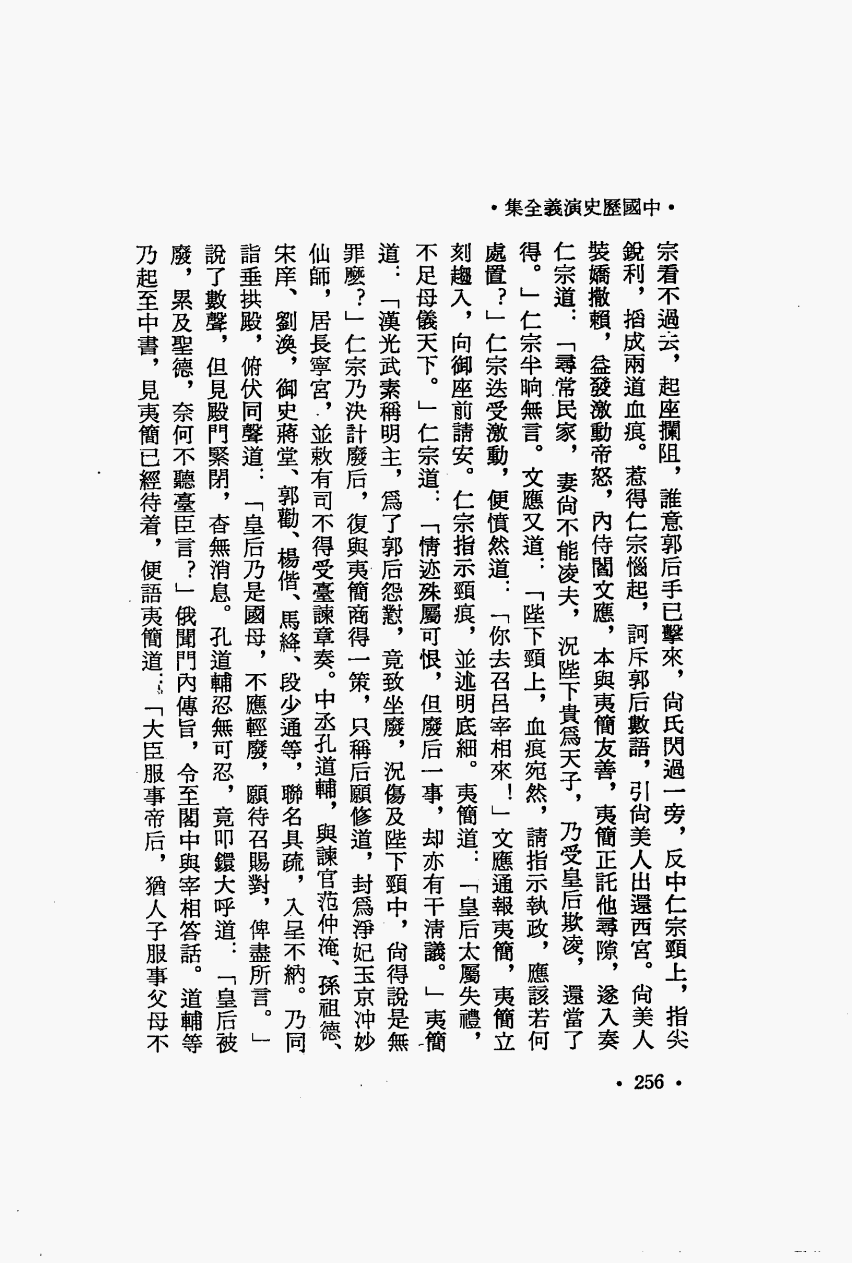 •中國歷史演義全集•
宗看不過去，起座攔阻，誰意郭后手已擊來，尙氏閃過一旁，反中仁宗頸上，指尖
銳利，搯成兩道血痕。惹得仁宗惱起，訶斥郭后數語，引尙美人出還西宮。尙美人
裝嬌撒賴，益發激動帝怒，內侍閻文應，本與夷簡友善，夷簡正託他尋隙，遂入奏
仁宗道：「尋常民家，妻尙不能凌夫，況陛下貴爲天子，乃受皇后欺凌，還當了
得。」仁宗半晌無言。文應又道：「陛下頸上，血痕宛然，請指示執政，應該若何
處置？」仁宗迭受激動，便憤然道：「你去召呂宰相來！」文應通報夷簡，夷簡立
刻趨入，向御座前請安。仁宗指示頸痕，並述明底細。夷簡道：「皇后太屬失禮，
不足母儀天下。」仁宗道：「情迹殊屬可恨，但廢后一事，却亦有干淸議。」夷簡
道：「漢光武素稱明主，爲了郭后怨懟，竟致坐廢，況傷及陛下頸中，尙得說是無
罪麼？」仁宗乃決計廢后，復與夷簡商得一策，只稱后願修道，封爲淨妃玉京冲妙
仙師，居長寧宮，並敕有司不得受臺諫章奏。中丞孔道輔，與諫官范仲淹、孫祖德、
宋庠、劉渙，御史蔣堂、郭勸、楊偕、馬絳、段少通等，聯名具疏，入呈不納。乃同
詣垂拱殿，俯伏同聲道：「皇后乃是國母，不應輕廢，願待召賜對，俾盡所言。」
說了數聲，但見殿門緊閉，杳無消息。孔道輔忍無可忍，竟叩鐶大呼道：「皇后被
廢，累及聖德，奈何不聽臺臣言？」俄聞門內傳旨，令至閣中與宰相答話。道輔等
乃起至中書，見夷簡已經待着，便語夷簡道：「大臣服事帝后，猶人子服事父母不
•256•